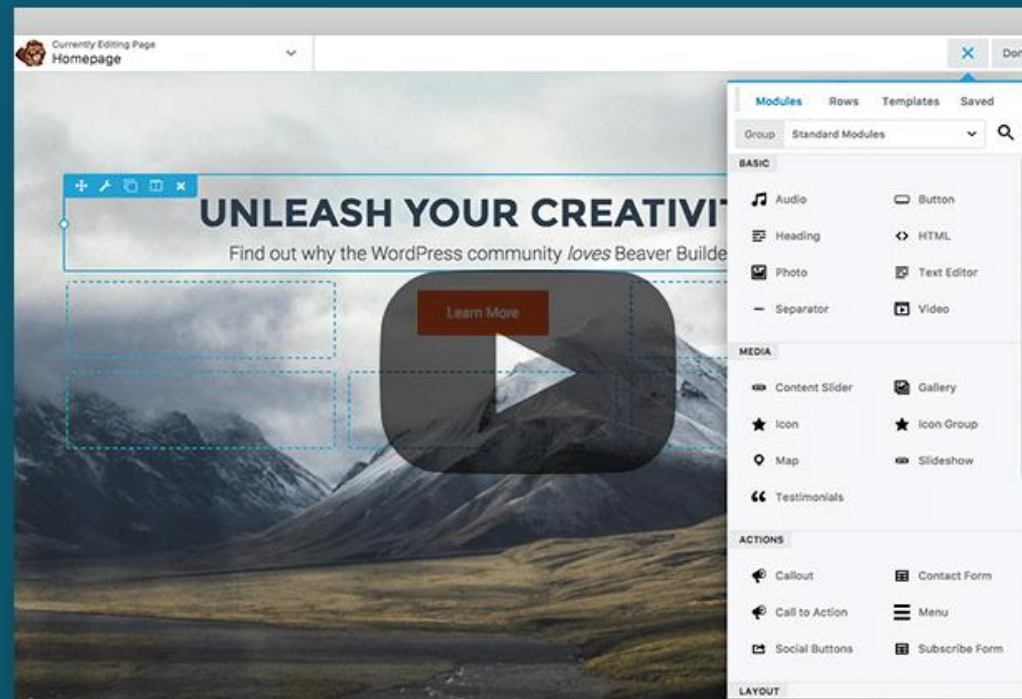 Currently Editing Page
Homepage
Don
Modules Rows Templates Saved
Group Standard Modules
BASIC
Audio Button
Heading HTML
Photo Text Editor
Separator Video
MEDIA
Content Slider Gallery
Icon Icon Group
Map Slideshow
Testimonials
ACTIONS
Callout Contact Form
Call to Action Menu
Social Buttons Subscribe Form
LAYOUT
UNLEASH YOUR CREATIVIT
Find out why the WordPress community loves Beaver Builde
Learn More